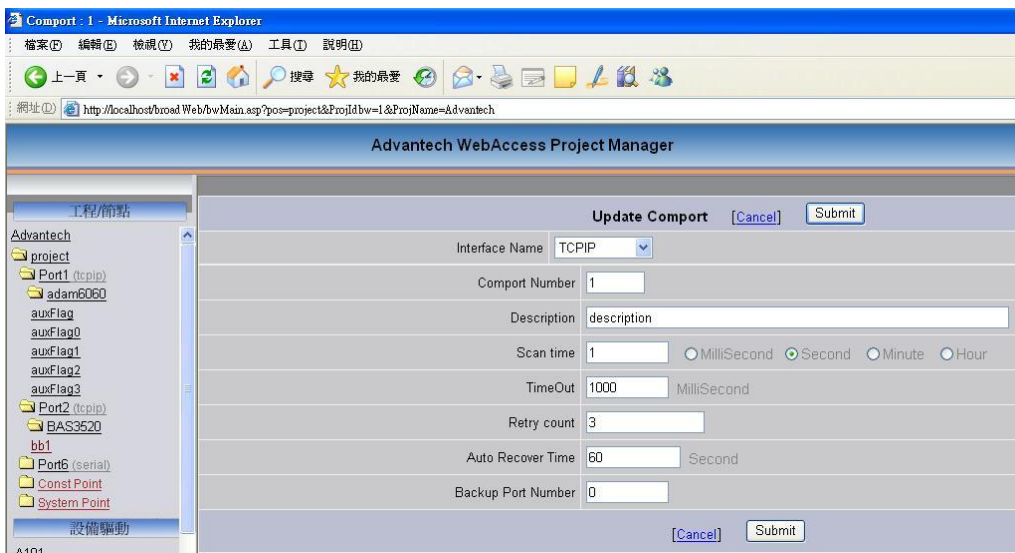 Comport : 1 - Microsoft Internet Explorer
檔案(F) 編輯(E) 檢視(V) 我的最愛(A) 工具(T) 說明(H)
上一頁 搜尋 我的最愛
網址(D) http://localhost/broadWeb/bwMain.asp?pos=project&ProjIdbw=1&ProjName=Advantech
Advantech WebAccess Project Manager
工程/節點
Advantech
project
Port1 (tcpip)
adam6060
auxFlag
auxFlag0
auxFlag1
auxFlag2
auxFlag3
Port2 (tcpip)
BAS3520
bb1
Port6 (serial)
Const Point
System Point
設備驅動
A101
Update Comport [Cancel] Submit
Interface Name TCPIP
Comport Number 1
Description description
Scan time 1 MilliSecond Second Minute Hour
TimeOut 1000 MilliSecond
Retry count 3
Auto Recover Time 60 Second
Backup Port Number 0
[Cancel] Submit